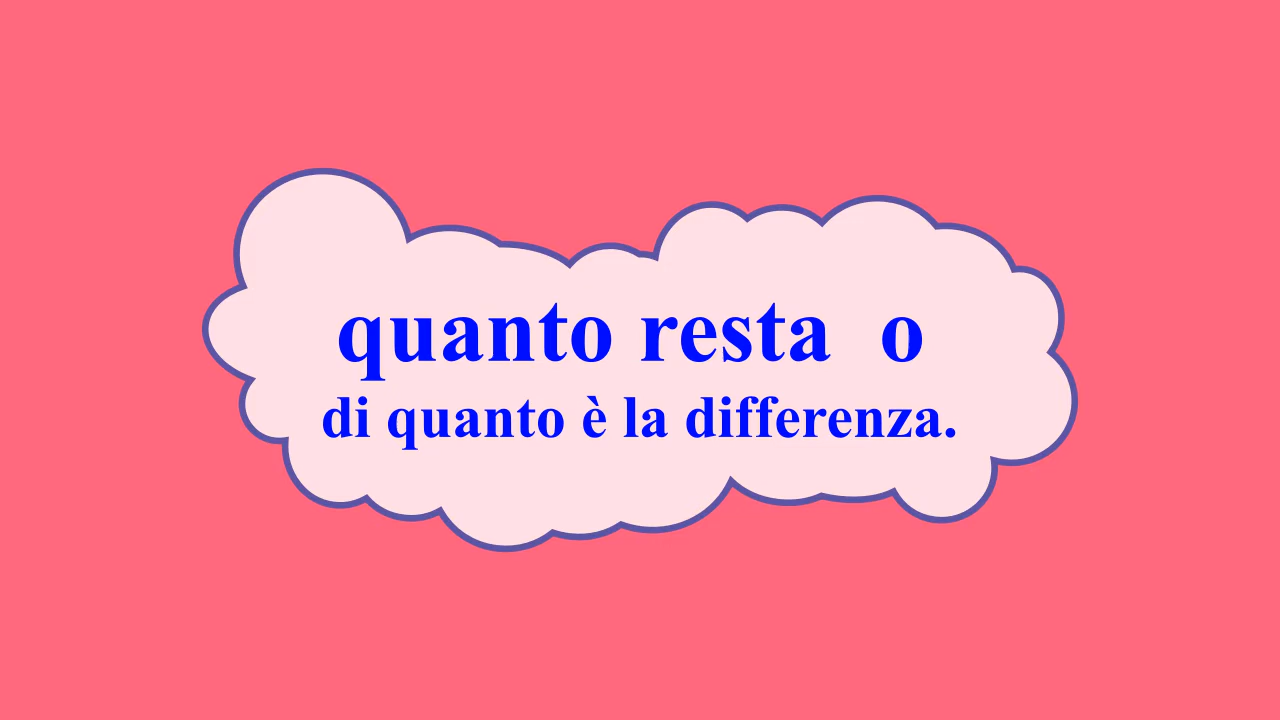 quanto resta  o
di quanto è la differenza.